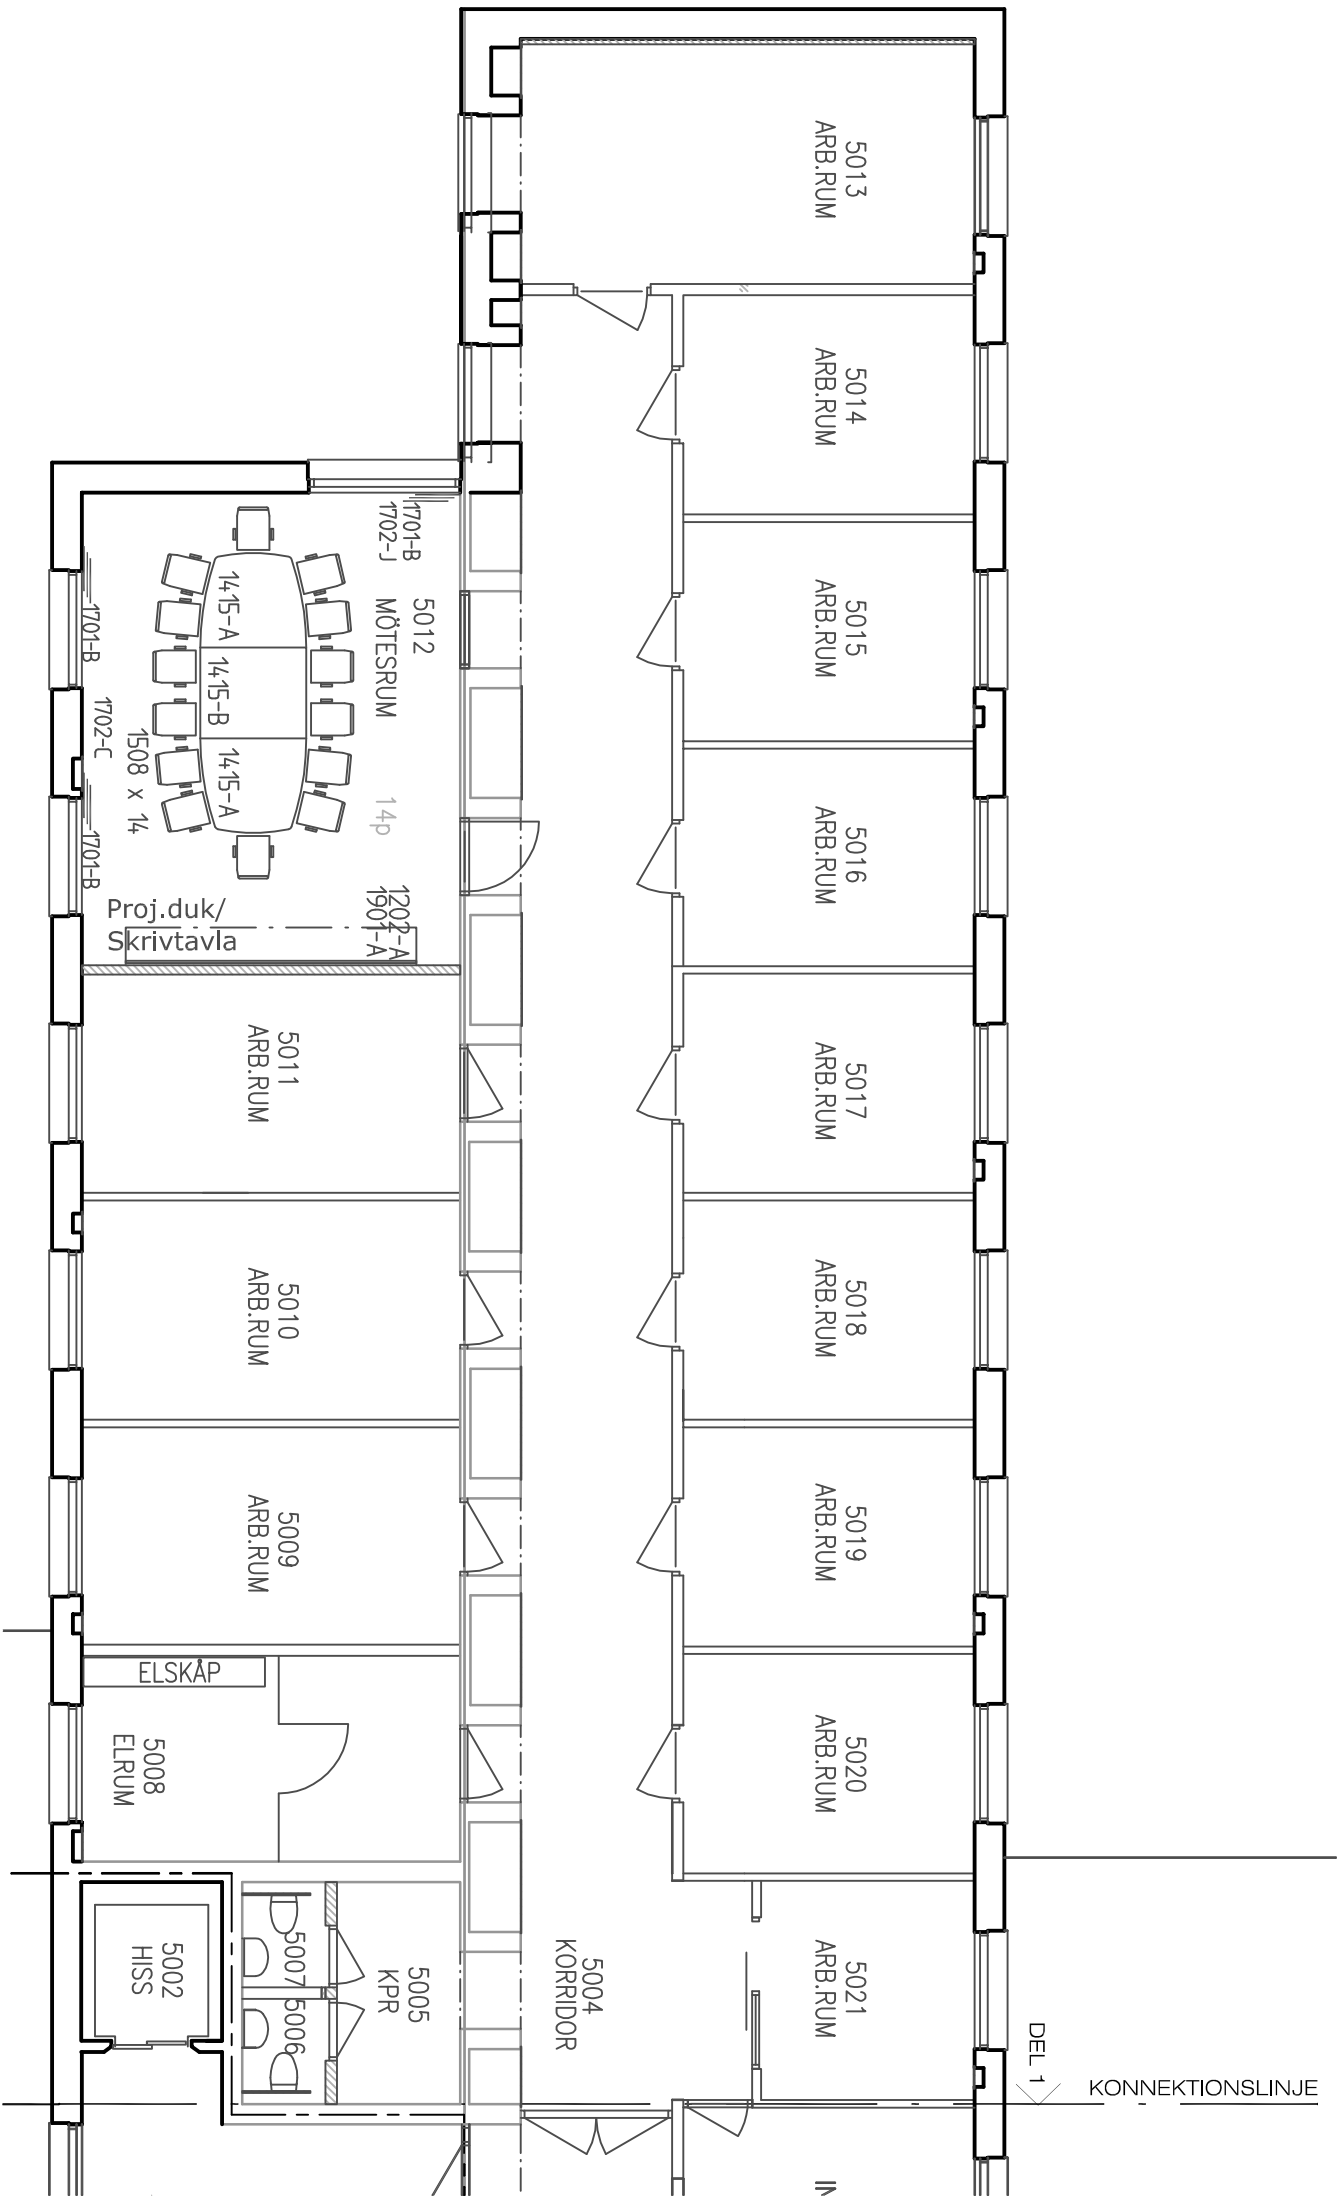 5013
ARB.RUM
5014
ARB.RUM
1701-B
1702-J
5012
MÖTESRUM
1415-A
1415-B
1415-A
14p
1701-B
1702-C
1508 x 14
1701-B
1202-A
1901-A
Proj.duk/
Skrivtavla
5015
ARB.RUM
5016
ARB.RUM
5011
ARB.RUM
5017
ARB.RUM
5010
ARB.RUM
5018
ARB.RUM
5009
ARB.RUM
5019
ARB.RUM
ELSKÅP
5008
ELRUM
5020
ARB.RUM
5002
HISS
5007
5006
5005
KPR
5004
KORRIDOR
5021
ARB.RUM
DEL 1
KONNEKTIONSLINJE